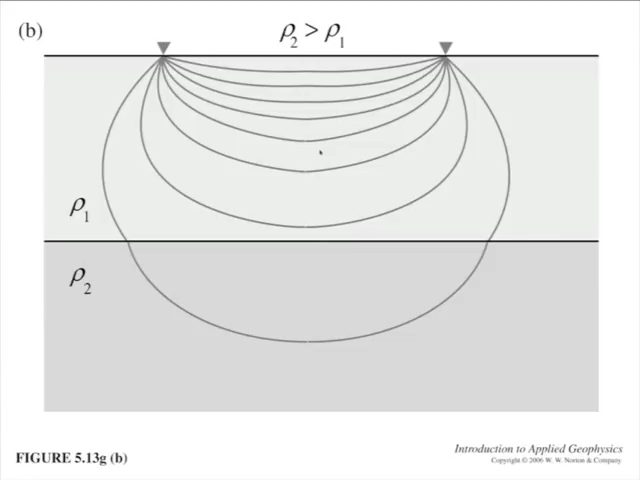 (b)
ρ₂ > ρ₁
ρ₁
ρ₂
FIGURE 5.13g (b)
Introduction to Applied Geophysics
Copyright © 2006 W. W. Norton & Company